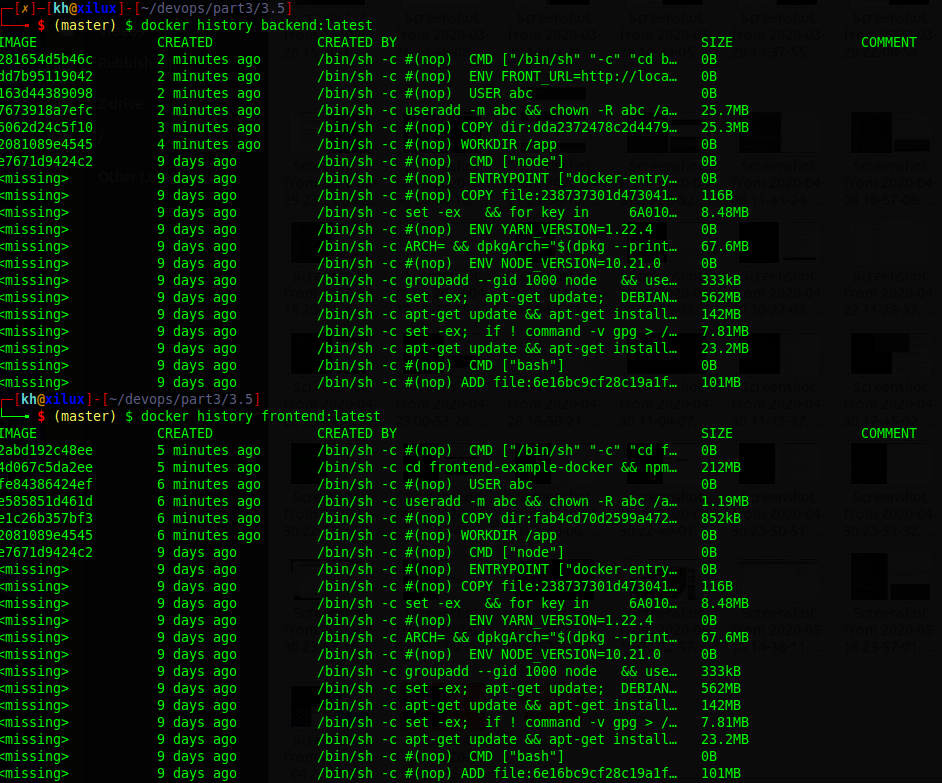 ┌─[✗]─[kh@xilux]-[~/devops/part3/3.5]
└──╼ $ (master) $ docker history backend:latest
IMAGE CREATED CREATED BY SIZE COMMENT
281654d5b46c 2 minutes ago /bin/sh -c #(nop) CMD ["/bin/sh" "-c" "cd b… 0B
dd7b95119042 2 minutes ago /bin/sh -c #(nop) ENV FRONT_URL=http://loca… 0B
163d44389098 2 minutes ago /bin/sh -c #(nop) USER abc 0B
7673918a7efc 2 minutes ago /bin/sh -c useradd -m abc && chown -R abc /a… 25.7MB
6062d24c5f10 3 minutes ago /bin/sh -c #(nop) COPY dir:dda2372478c2d4479… 25.3MB
2081089e4545 4 minutes ago /bin/sh -c #(nop) WORKDIR /app 0B
e7671d9424c2 9 days ago /bin/sh -c #(nop) CMD ["node"] 0B
<missing> 9 days ago /bin/sh -c #(nop) ENTRYPOINT ["docker-entry… 0B
<missing> 9 days ago /bin/sh -c #(nop) COPY file:238737301d473041… 116B
<missing> 9 days ago /bin/sh -c set -ex && for key in 6A010… 8.48MB
<missing> 9 days ago /bin/sh -c #(nop) ENV YARN_VERSION=1.22.4 0B
<missing> 9 days ago /bin/sh -c ARCH= && dpkgArch="$(dpkg --print… 67.6MB
<missing> 9 days ago /bin/sh -c #(nop) ENV NODE_VERSION=10.21.0 0B
<missing> 9 days ago /bin/sh -c groupadd --gid 1000 node && use… 333kB
<missing> 9 days ago /bin/sh -c set -ex; apt-get update; DEBIAN… 562MB
<missing> 9 days ago /bin/sh -c apt-get update && apt-get install… 142MB
<missing> 9 days ago /bin/sh -c set -ex; if ! command -v gpg > /… 7.81MB
<missing> 9 days ago /bin/sh -c apt-get update && apt-get install… 23.2MB
<missing> 9 days ago /bin/sh -c #(nop) CMD ["bash"] 0B
<missing> 9 days ago /bin/sh -c #(nop) ADD file:6e16bc9cf28c19a1f… 101MB
┌─[kh@xilux]-[~/devops/part3/3.5]
└──╼ $ (master) $ docker history frontend:latest
IMAGE CREATED CREATED BY SIZE COMMENT
2abd192c48ee 5 minutes ago /bin/sh -c #(nop) CMD ["/bin/sh" "-c" "cd f… 0B
4d067c5da2ee 5 minutes ago /bin/sh -c cd frontend-example-docker && npm… 212MB
fe84386424ef 6 minutes ago /bin/sh -c #(nop) USER abc 0B
e585851d461d 6 minutes ago /bin/sh -c useradd -m abc && chown -R abc /a… 1.19MB
e1c26b357bf3 6 minutes ago /bin/sh -c #(nop) COPY dir:fab4cd70d2599a472… 852kB
2081089e4545 6 minutes ago /bin/sh -c #(nop) WORKDIR /app 0B
e7671d9424c2 9 days ago /bin/sh -c #(nop) CMD ["node"] 0B
<missing> 9 days ago /bin/sh -c #(nop) ENTRYPOINT ["docker-entry… 0B
<missing> 9 days ago /bin/sh -c #(nop) COPY file:238737301d473041… 116B
<missing> 9 days ago /bin/sh -c set -ex && for key in 6A010… 8.48MB
<missing> 9 days ago /bin/sh -c #(nop) ENV YARN_VERSION=1.22.4 0B
<missing> 9 days ago /bin/sh -c ARCH= && dpkgArch="$(dpkg --print… 67.6MB
<missing> 9 days ago /bin/sh -c #(nop) ENV NODE_VERSION=10.21.0 0B
<missing> 9 days ago /bin/sh -c groupadd --gid 1000 node && use… 333kB
<missing> 9 days ago /bin/sh -c set -ex; apt-get update; DEBIAN… 562MB
<missing> 9 days ago /bin/sh -c apt-get update && apt-get install… 142MB
<missing> 9 days ago /bin/sh -c set -ex; if ! command -v gpg > /… 7.81MB
<missing> 9 days ago /bin/sh -c apt-get update && apt-get install… 23.2MB
<missing> 9 days ago /bin/sh -c #(nop) CMD ["bash"] 0B
<missing> 9 days ago /bin/sh -c #(nop) ADD file:6e16bc9cf28c19a1f… 101MB